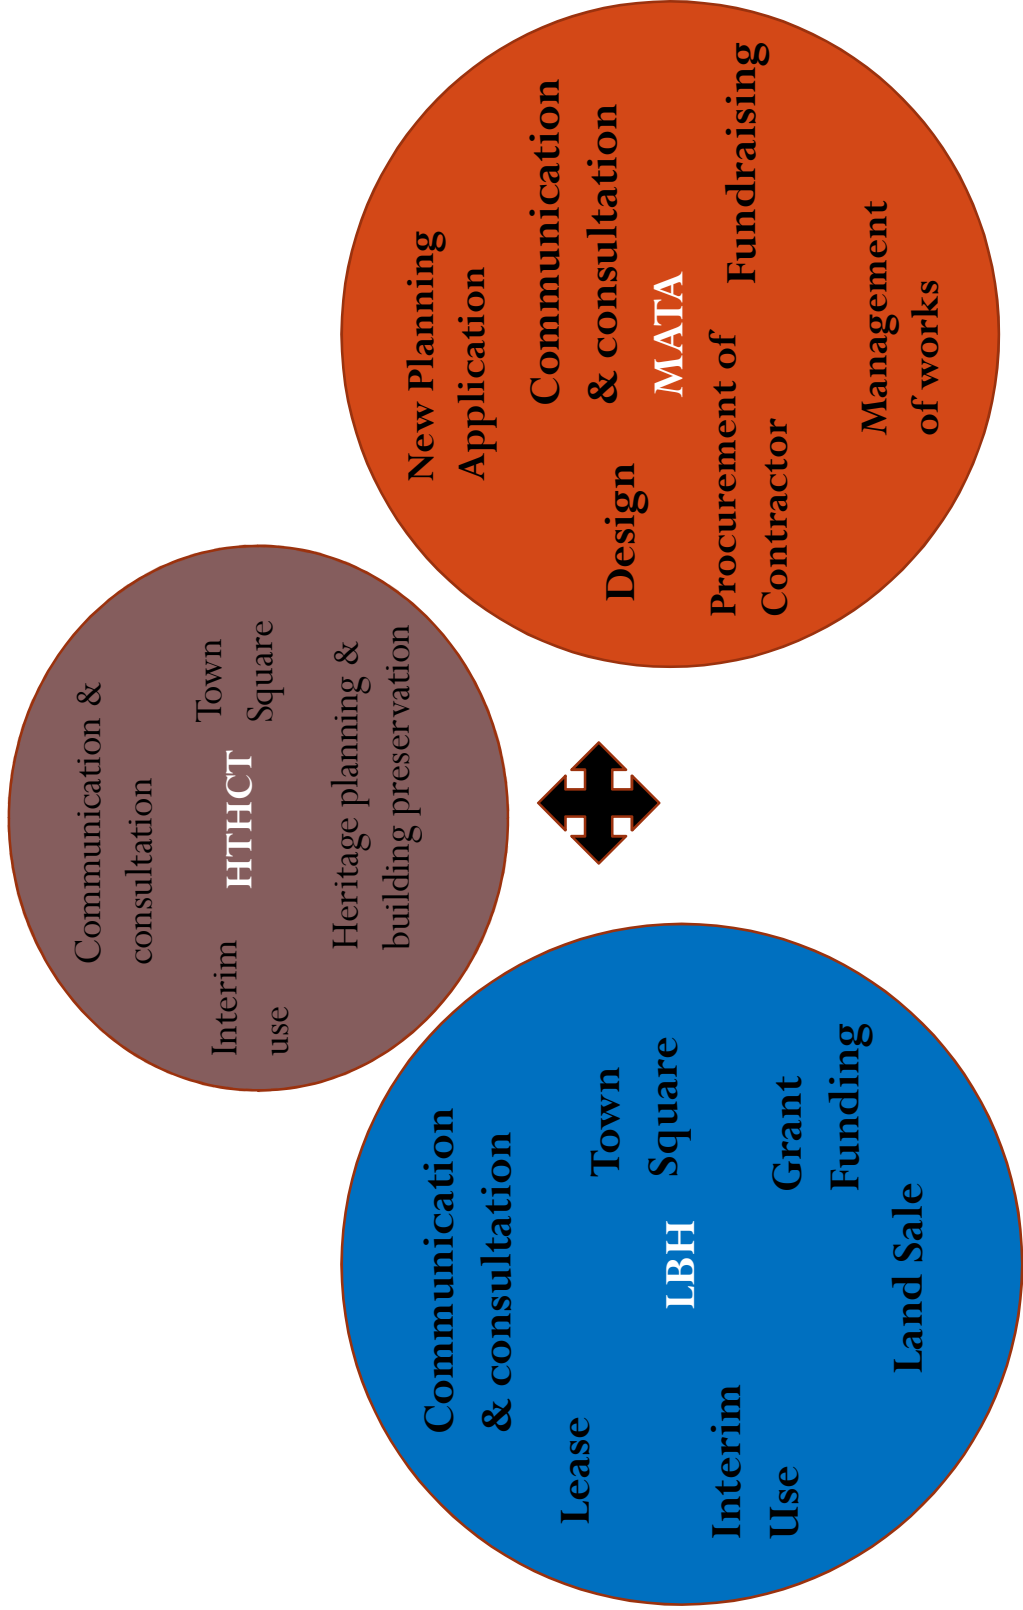 Communication &
consultation
Interim
use
HTHCT
Town
Square
Heritage planning &
building preservation
Communication
& consultation
Lease
Town
Square
LBH
Interim
Use
Grant
Funding
Land Sale
New Planning
Application
Communication
& consultation
Design
MATA
Procurement of
Contractor
Fundraising
Management
of works